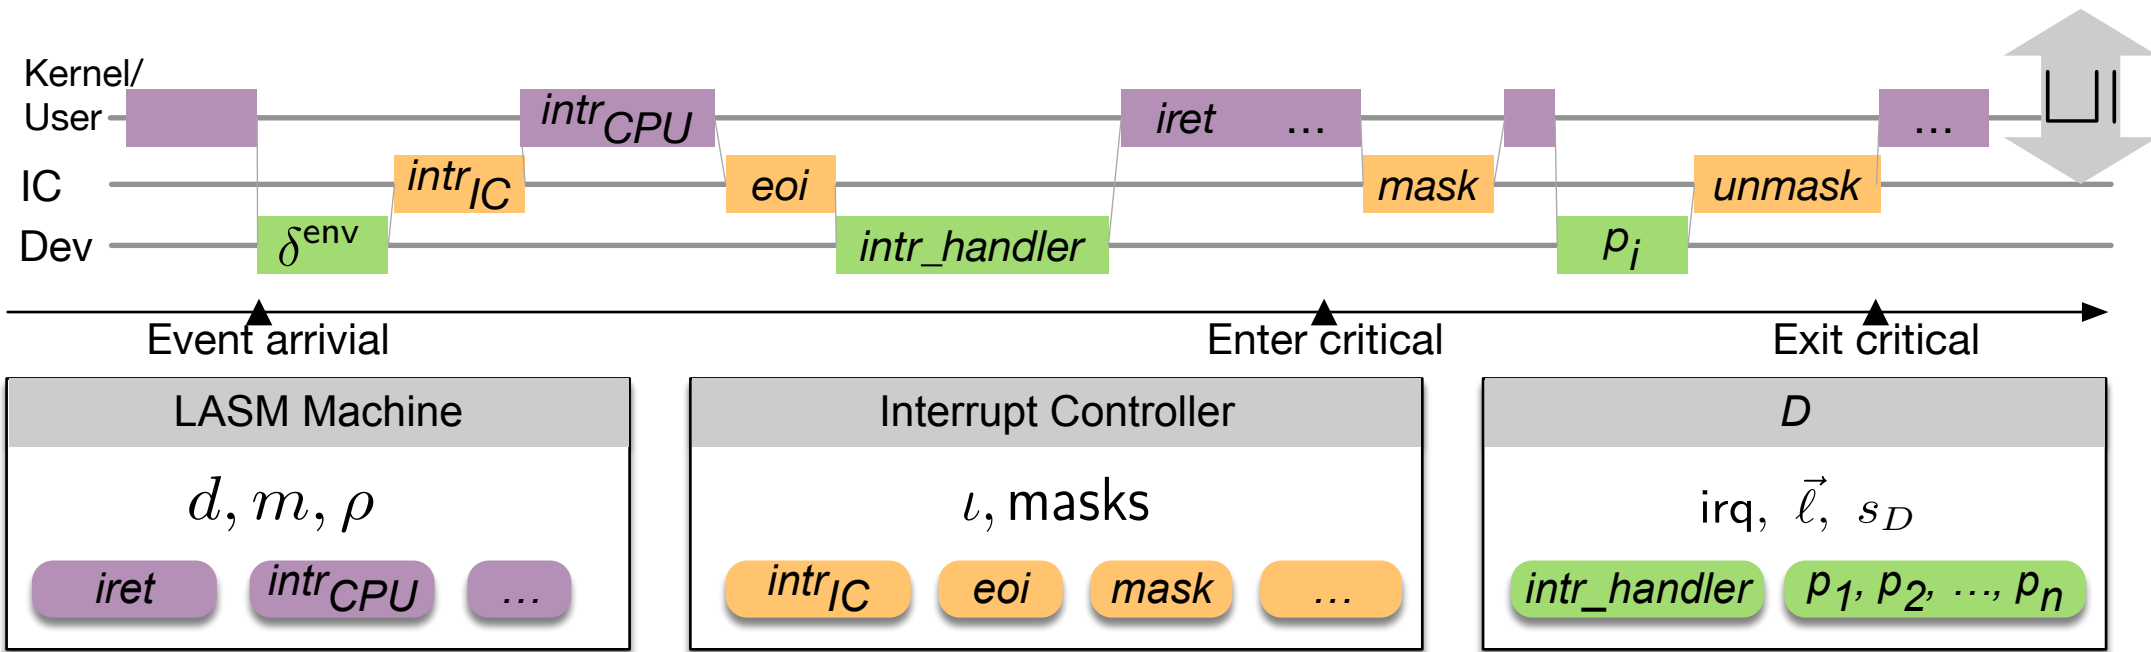 Kernel/
User intr_CPU iret ... ...
IC intr_IC eoi mask unmask
Dev δ^env intr_handler p_i
Event arrivial Enter critical Exit critical
LASM Machine Interrupt Controller D
d, m, ρ ι, masks irq, ℓ⃗, s_D
iret intr_CPU ... intr_IC eoi mask ... intr_handler p_1, p_2, ..., p_n